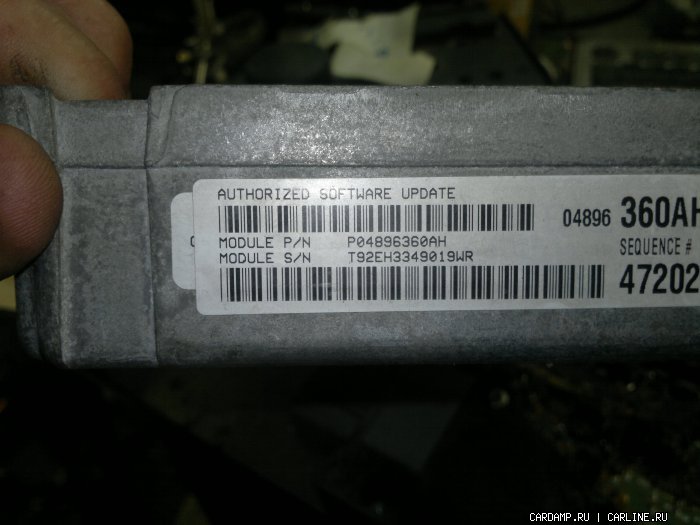 AUTHORIZED SOFTWARE UPDATE
04896 360AH
MODULE P/N P04896360AH
MODULE S/N T92EH3349019WR
SEQUENCE #
47202
CARDAMP.RU | CARLINE.RU